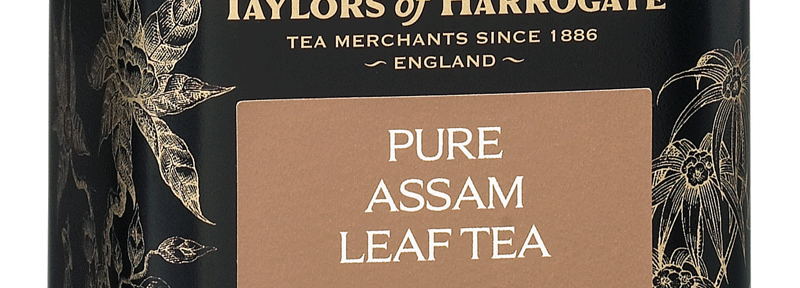 TAYLORS of HARROGATE
TEA MERCHANTS SINCE 1886
~ ENGLAND ~
PURE
ASSAM
LEAF TEA